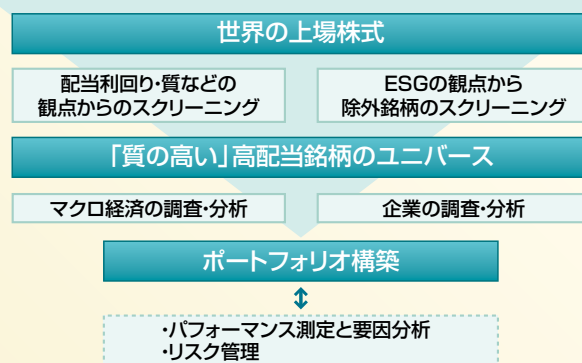 世界の上場株式
配当利回り・質などの
観点からのスクリーニング
ESGの観点から
除外銘柄のスクリーニング
「質の高い」高配当銘柄のユニバース
マクロ経済の調査・分析
企業の調査・分析
ポートフォリオ構築
・パフォーマンス測定と要因分析
・リスク管理